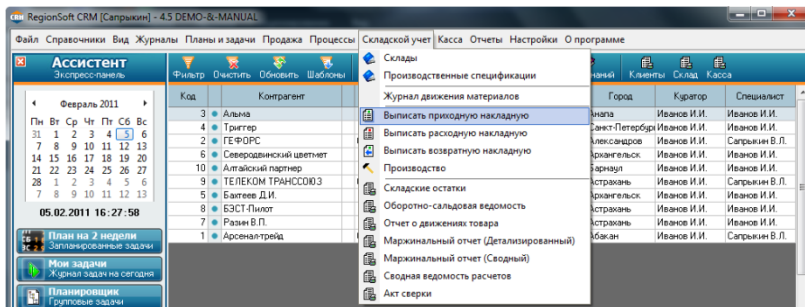 RegionSoft CRM [Сапрыкин] - 4.5 DEMO-&-MANUAL
Файл Справочники Вид Журналы Планы и задачи Продажа Процессы Складской учет Касса Отчеты Настройки О программе
Ассистент
Экспресс-панель
Фильтр Очистить Обновить Шаблоны
Клиенты Склад Касса
Склады
Производственные спецификации
Журнал движения материалов
Выписать приходную накладную
Выписать расходную накладную
Выписать возвратную накладную
Производство
Складские остатки
Оборотно-сальдовая ведомость
Отчет о движениях товара
Маржинальный отчет (Детализированный)
Маржинальный отчет (Сводный)
Сводная ведомость расчетов
Акт сверки
Февраль 2011
Пн Вт Ср Чт Пт Сб Вс
31 1 2 3 4 5 6
7 8 9 10 11 12 13
14 15 16 17 18 19 20
21 22 23 24 25 26 27
28 1 2 3 4 5 6
7 8 9 10 11 12 13
05.02.2011 16:27:58
План на 2 недели
Запланированные задачи
Мои задачи
Журнал задач на сегодня
Планировщик
Групповые задачи
Код Контрагент Город Куратор Специалист
3 Альма Анапа Иванов И.И. Иванов И.И.
4 Триггер Санкт-Петербург Иванов И.И. Иванов И.И.
2 ГЕФОРС Александров Иванов И.И. Сапрыкин В.Л.
6 Северодвинский цветмет Архангельск Иванов И.И. Иванов И.И.
10 Алтайский партнер Барнаул Иванов И.И. Иванов И.И.
9 ТЕЛЕКОМ ТРАНССОЮЗ Астрахань Иванов И.И. Сапрыкин В.Л.
5 Бахтеев Д.И. Архангельск Иванов И.И. Иванов И.И.
8 БЭСТ-Пилот Астрахань Иванов И.И. Иванов И.И.
7 Разин В.П. Астрахань Иванов И.И. Иванов И.И.
1 Арсенал-трейд Абакан Иванов И.И. Сапрыкин В.Л.